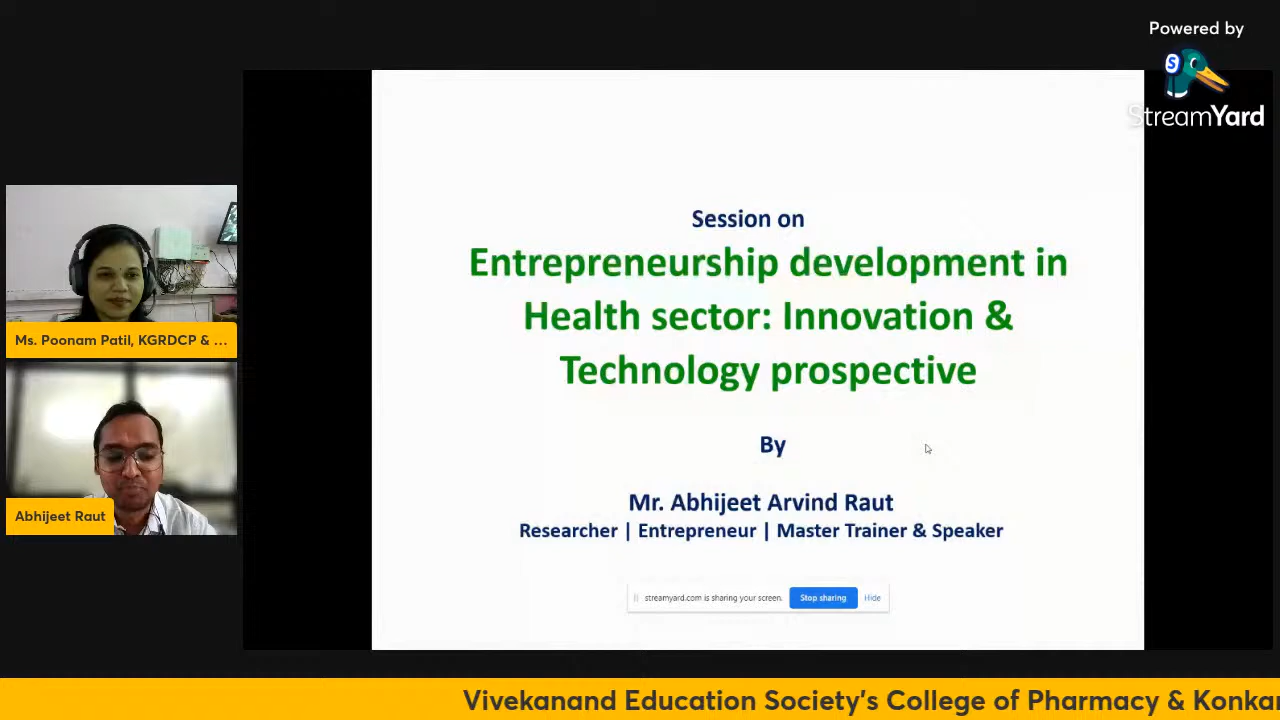 Powered by
StreamYard
Session on
Entrepreneurship development in
Health sector: Innovation &
Technology prospective
By
Mr. Abhijeet Arvind Raut
Researcher | Entrepreneur | Master Trainer & Speaker
streamyard.com is sharing your screen.
Stop sharing
Hide
Ms. Poonam Patil, KGRDCP & ...
Abhijeet Raut
Vivekanand Education Society's College of Pharmacy & Konka